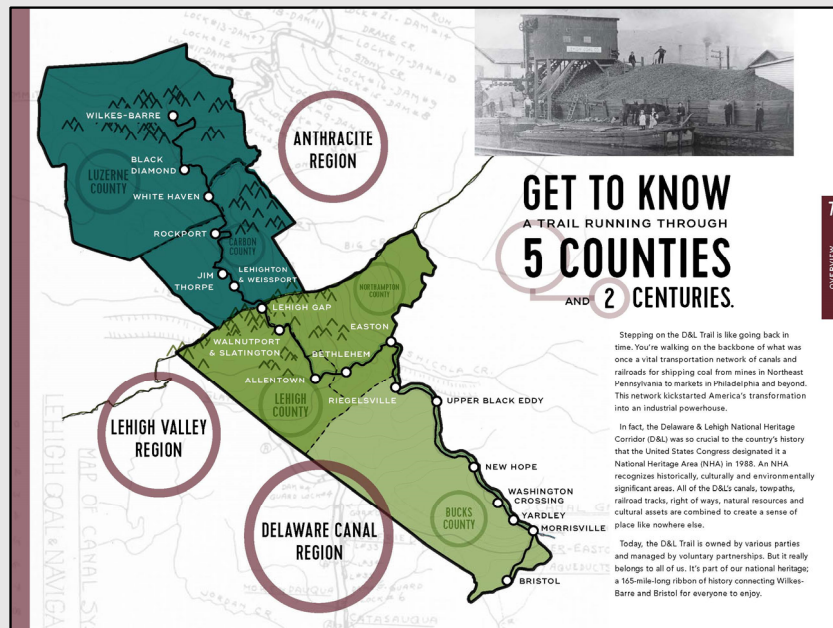 WILKES-BARRE
BLACK
DIAMOND
LUZERNE
COUNTY
WHITE HAVEN
ROCKPORT
CARBON
COUNTY
JIM
THORPE
LEHIGHTON
& WEISSPORT
ANTHRACITE
REGION
LEHIGH GAP
NORTHAMPTON
COUNTY
WALNUTPORT
& SLATINGTON
EASTON
BETHLEHEM
ALLENTOWN
LEHIGH
COUNTY
RIEGELSVILLE
LEHIGH VALLEY
REGION
UPPER BLACK EDDY
NEW HOPE
WASHINGTON
CROSSING
YARDLEY
MORRISVILLE
BUCKS
COUNTY
BRISTOL
DELAWARE CANAL
REGION
GET TO KNOW
A TRAIL RUNNING THROUGH
5 COUNTIES
AND 2 CENTURIES.
Stepping on the D&L Trail is like going back in
time. You're walking on the backbone of what was
once a vital transportation network of canals and
railroads for shipping coal from mines in Northeast
Pennsylvania to markets in Philadelphia and beyond.
This network kickstarted America's transformation
into an industrial powerhouse.
In fact, the Delaware & Lehigh National Heritage
Corridor (D&L) was so crucial to the country's history
that the United States Congress designated it a
National Heritage Area (NHA) in 1988. An NHA
recognizes historically, culturally and environmentally
significant areas. All of the D&L's canals, towpaths,
railroad tracks, right of ways, natural resources and
cultural assets are combined to create a sense of
place like nowhere else.
Today, the D&L Trail is owned by various parties
and managed by voluntary partnerships. But it really
belongs to all of us. It's part of our national heritage;
a 165-mile-long ribbon of history connecting Wilkes-
Barre and Bristol for everyone to enjoy.
OVERVIEW
LEHIGH COAL & NAVIGA
MAP OF CANAL SYS